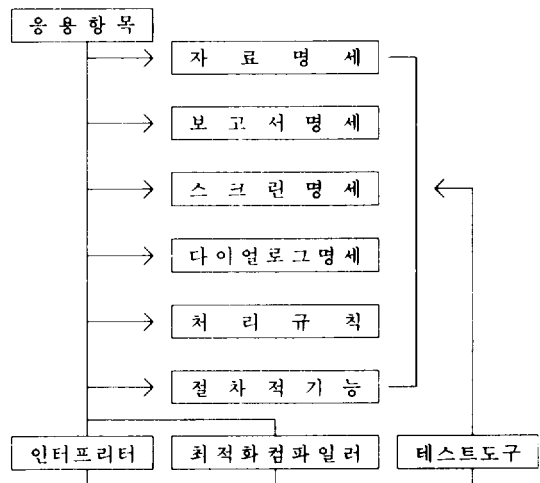 응용항목
자료명세
보고서명세
스크린명세
다이얼로그명세
처리규칙
절차적기능
인터프리터 최적화컴파일러 테스트도구